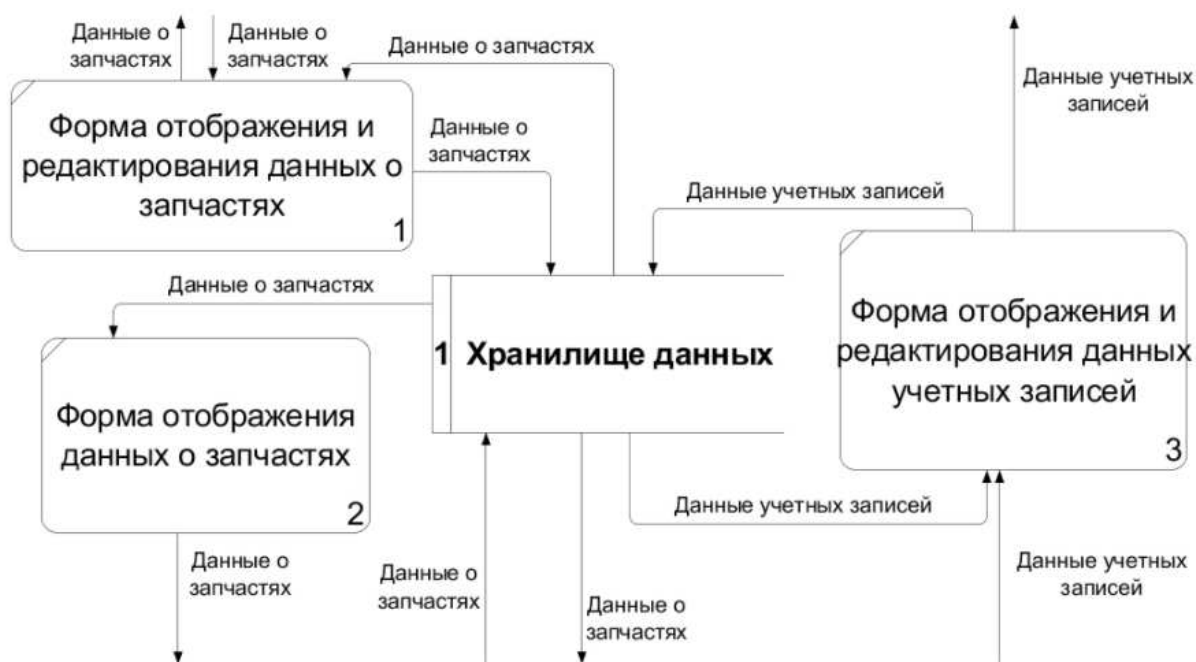 Данные о
запчастях
Данные о
запчастях
Данные о запчастях
Данные учетных
записей
Форма отображения и
редактирования данных о
запчастях
1
Данные о
запчастях
Данные учетных записей
Данные о запчастях
1 Хранилище данных
Форма отображения и
редактирования данных
учетных записей
3
Форма отображения
данных о запчастях
2
Данные учетных записей
Данные о
запчастях
Данные о
запчастях
Данные о
запчастях
Данные учетных
записей